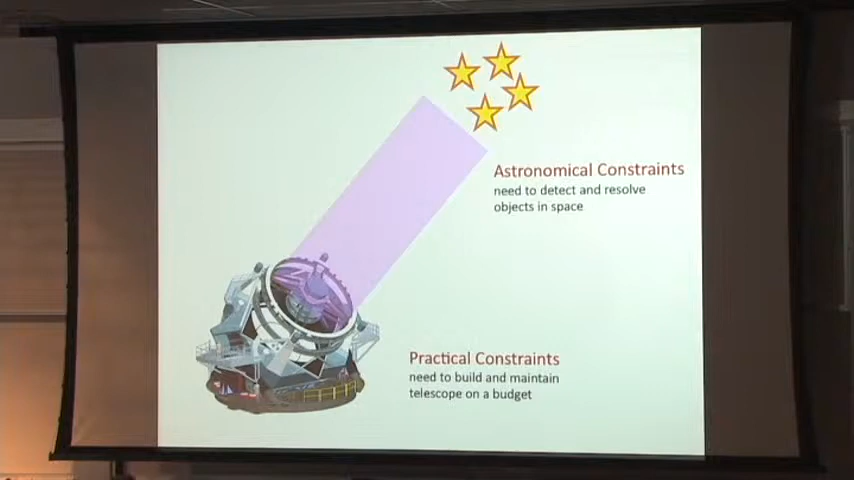 Astronomical Constraints
need to detect and resolve
objects in space
Practical Constraints
need to build and maintain
telescope on a budget